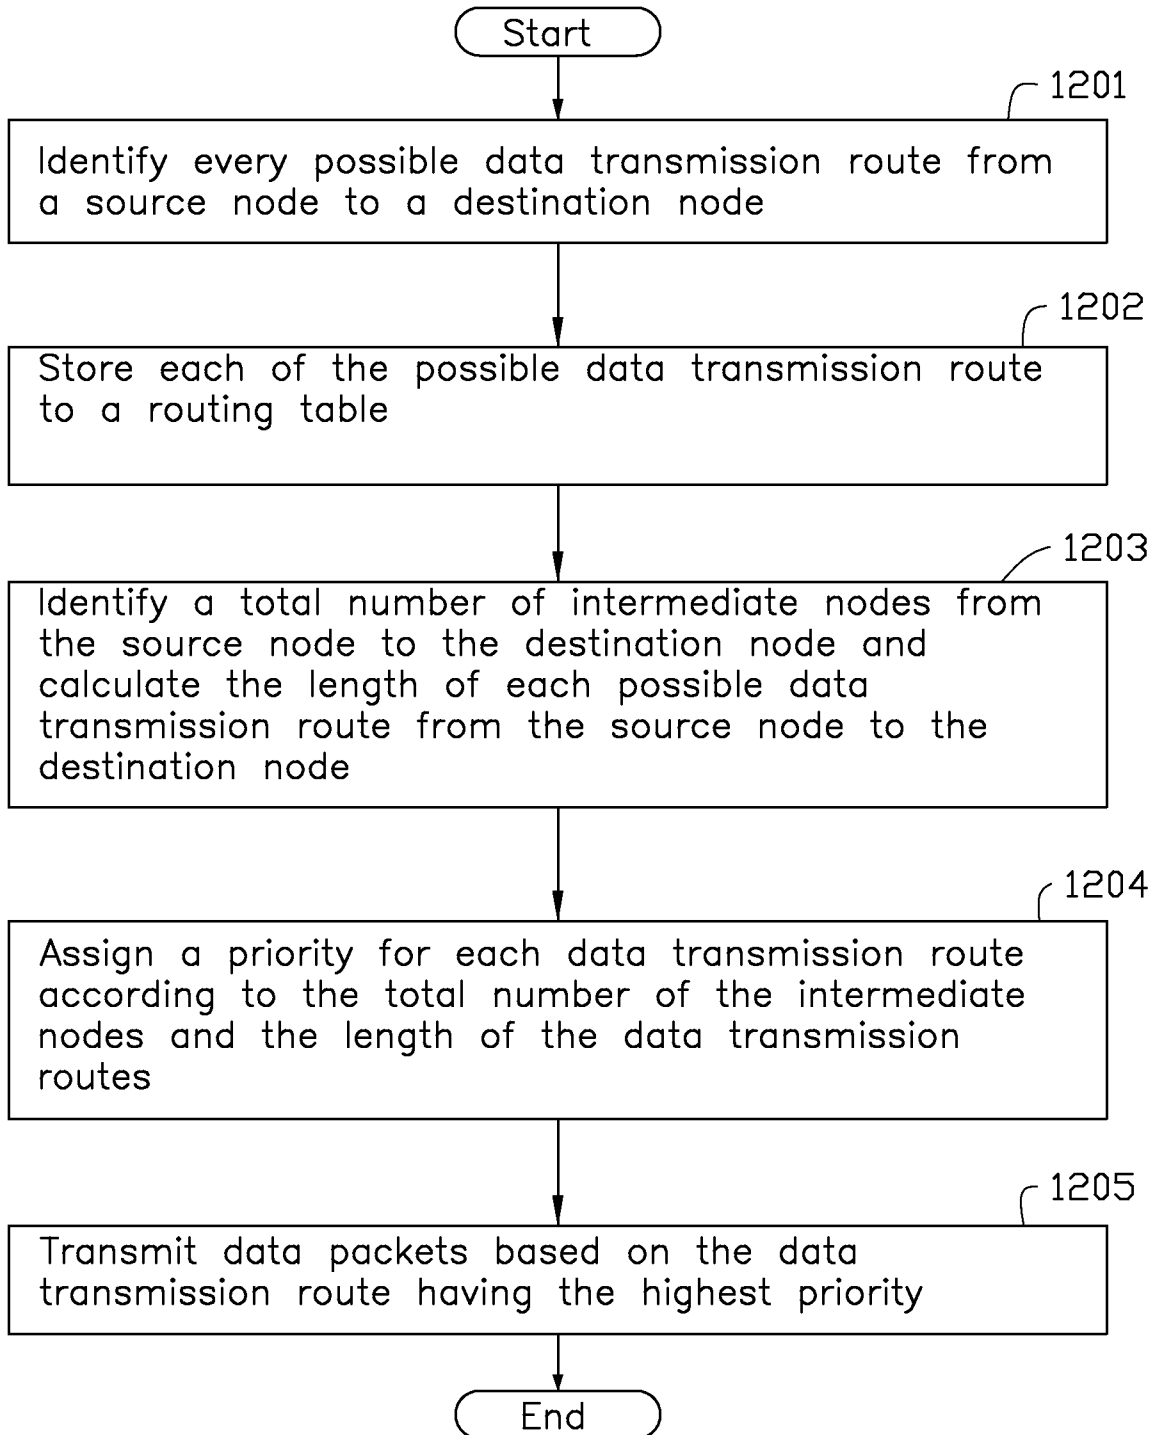 Start
1201
Identify every possible data transmission route from
a source node to a destination node
1202
Store each of the possible data transmission route
to a routing table
1203
Identify a total number of intermediate nodes from
the source node to the destination node and
calculate the length of each possible data
transmission route from the source node to the
destination node
1204
Assign a priority for each data transmission route
according to the total number of the intermediate
nodes and the length of the data transmission
routes
1205
Transmit data packets based on the data
transmission route having the highest priority
End